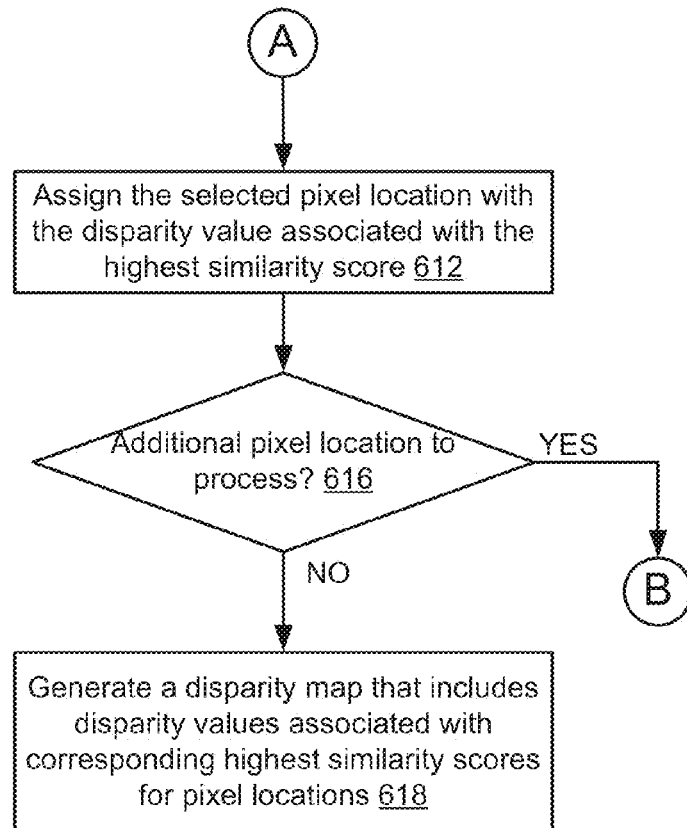 A
Assign the selected pixel location with
the disparity value associated with the
highest similarity score 612
Additional pixel location to
process? 616
YES
B
NO
Generate a disparity map that includes
disparity values associated with
corresponding highest similarity scores
for pixel locations 618